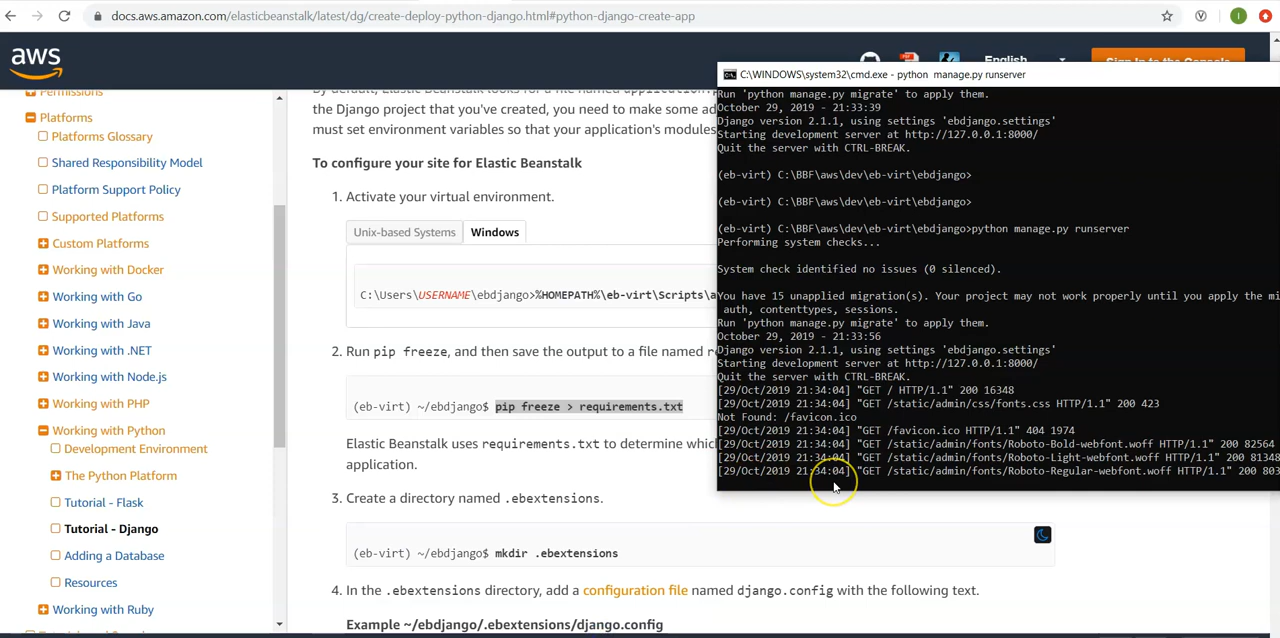 docs.aws.amazon.com/elasticbeanstalk/latest/dg/create-deploy-python-django.html#python-django-create-app
aws
English
Sign In to the Console
Permissions
Platforms
Platforms Glossary
Shared Responsibility Model
Platform Support Policy
Supported Platforms
Custom Platforms
Working with Docker
Working with Go
Working with Java
Working with .NET
Working with Node.js
Working with PHP
Working with Python
Development Environment
The Python Platform
Tutorial - Flask
Tutorial - Django
Adding a Database
Resources
Working with Ruby
By default, Elastic Beanstalk looks for a file named application.
the Django project that you've created, you need to make some ad
must set environment variables so that your application's modules
To configure your site for Elastic Beanstalk
1. Activate your virtual environment.
Unix-based Systems Windows
C:\Users\USERNAME\ebdjango>%HOMEPATH%\eb-virt\Scripts\a
2. Run pip freeze, and then save the output to a file named r
(eb-virt) ~/ebdjango$ pip freeze > requirements.txt
Elastic Beanstalk uses requirements.txt to determine which
application.
3. Create a directory named .ebextensions.
(eb-virt) ~/ebdjango$ mkdir .ebextensions
4. In the .ebextensions directory, add a configuration file named django.config with the following text.
Example ~/ebdjango/.ebextensions/django.config
C:\WINDOWS\system32\cmd.exe - python manage.py runserver
Run 'python manage.py migrate' to apply them.
October 29, 2019 - 21:33:39
Django version 2.1.1, using settings 'ebdjango.settings'
Starting development server at http://127.0.0.1:8000/
Quit the server with CTRL-BREAK.
(eb-virt) C:\BBF\aws\dev\eb-virt\ebdjango>
(eb-virt) C:\BBF\aws\dev\eb-virt\ebdjango>
(eb-virt) C:\BBF\aws\dev\eb-virt\ebdjango>python manage.py runserver
Performing system checks...
System check identified no issues (0 silenced).
You have 15 unapplied migration(s). Your project may not work properly until you apply the mi
auth, contenttypes, sessions.
Run 'python manage.py migrate' to apply them.
October 29, 2019 - 21:33:56
Django version 2.1.1, using settings 'ebdjango.settings'
Starting development server at http://127.0.0.1:8000/
Quit the server with CTRL-BREAK.
[29/Oct/2019 21:34:04] "GET / HTTP/1.1" 200 16348
[29/Oct/2019 21:34:04] "GET /static/admin/css/fonts.css HTTP/1.1" 200 423
Not Found: /favicon.ico
[29/Oct/2019 21:34:04] "GET /favicon.ico HTTP/1.1" 404 1974
[29/Oct/2019 21:34:04] "GET /static/admin/fonts/Roboto-Bold-webfont.woff HTTP/1.1" 200 82564
[29/Oct/2019 21:34:04] "GET /static/admin/fonts/Roboto-Light-webfont.woff HTTP/1.1" 200 81348
[29/Oct/2019 21:34:04] "GET /static/admin/fonts/Roboto-Regular-webfont.woff HTTP/1.1" 200 803